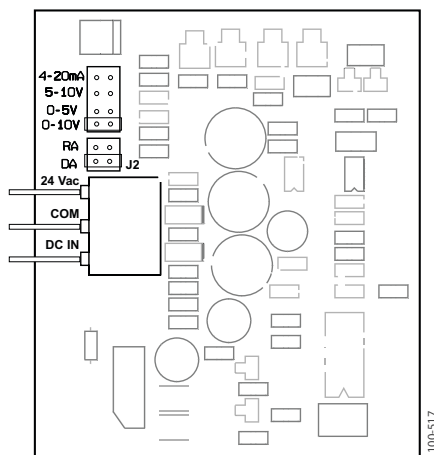 4-20mA
5-10V
0-5V
0-10V
RA
DA
J2
24 Vac
COM
DC IN
100-517